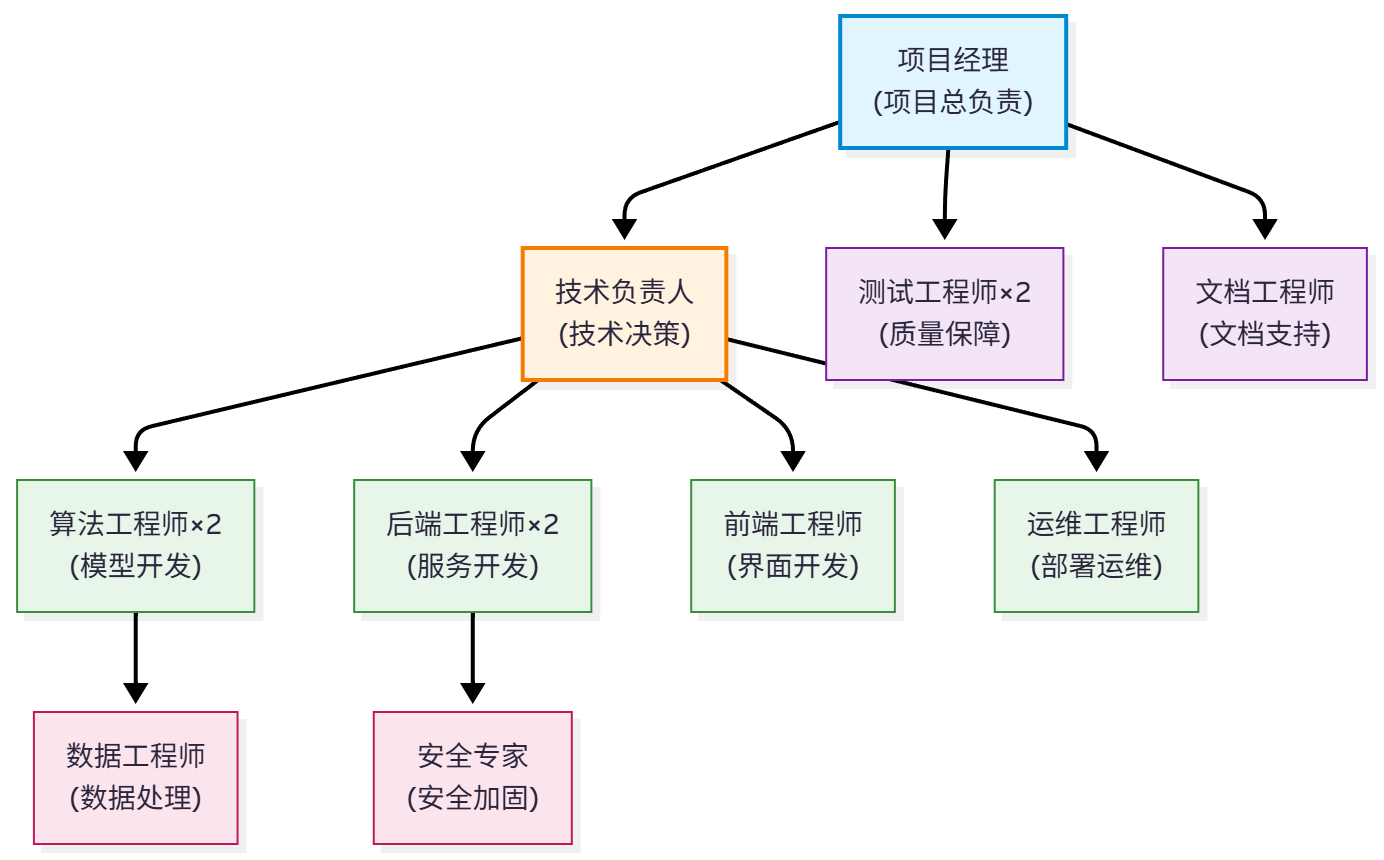 项目经理
(项目总负责)
技术负责人
(技术决策)
测试工程师×2
(质量保障)
文档工程师
(文档支持)
算法工程师×2
(模型开发)
后端工程师×2
(服务开发)
前端工程师
(界面开发)
运维工程师
(部署运维)
数据工程师
(数据处理)
安全专家
(安全加固)